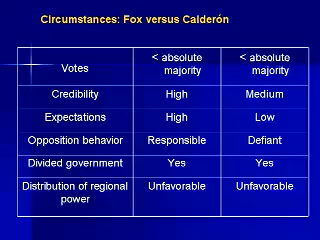 Circumstances: Fox versus Calderón
Votes < absolute majority < absolute majority
Credibility High Medium
Expectations High Low
Opposition behavior Responsible Defiant
Divided government Yes Yes
Distribution of regional power Unfavorable Unfavorable